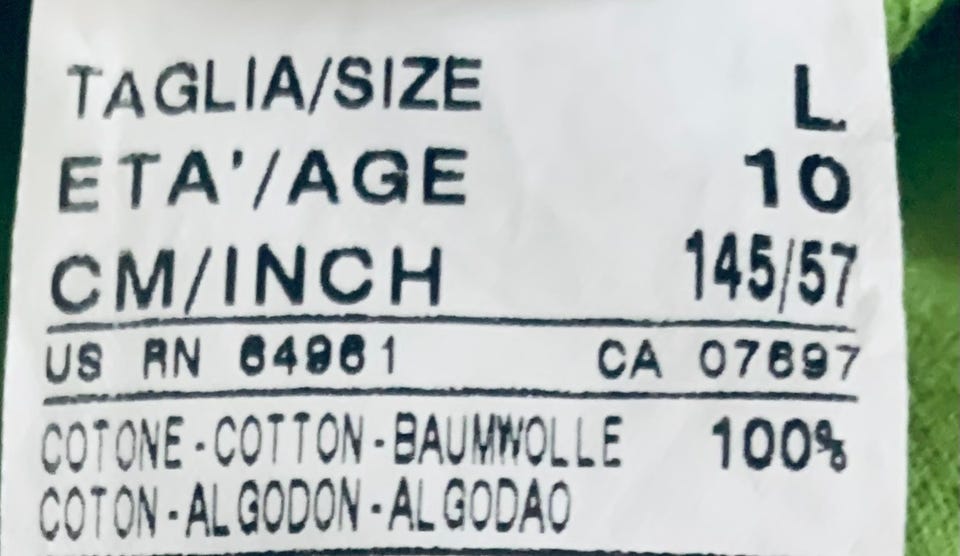 TAGLIA/SIZE L
ETA'/AGE 10
CM/INCH 145/57
US RN 64961 CA 07697
COTONE-COTTON-BAUMWOLLE 100%
COTON-ALGODON-ALGODAO